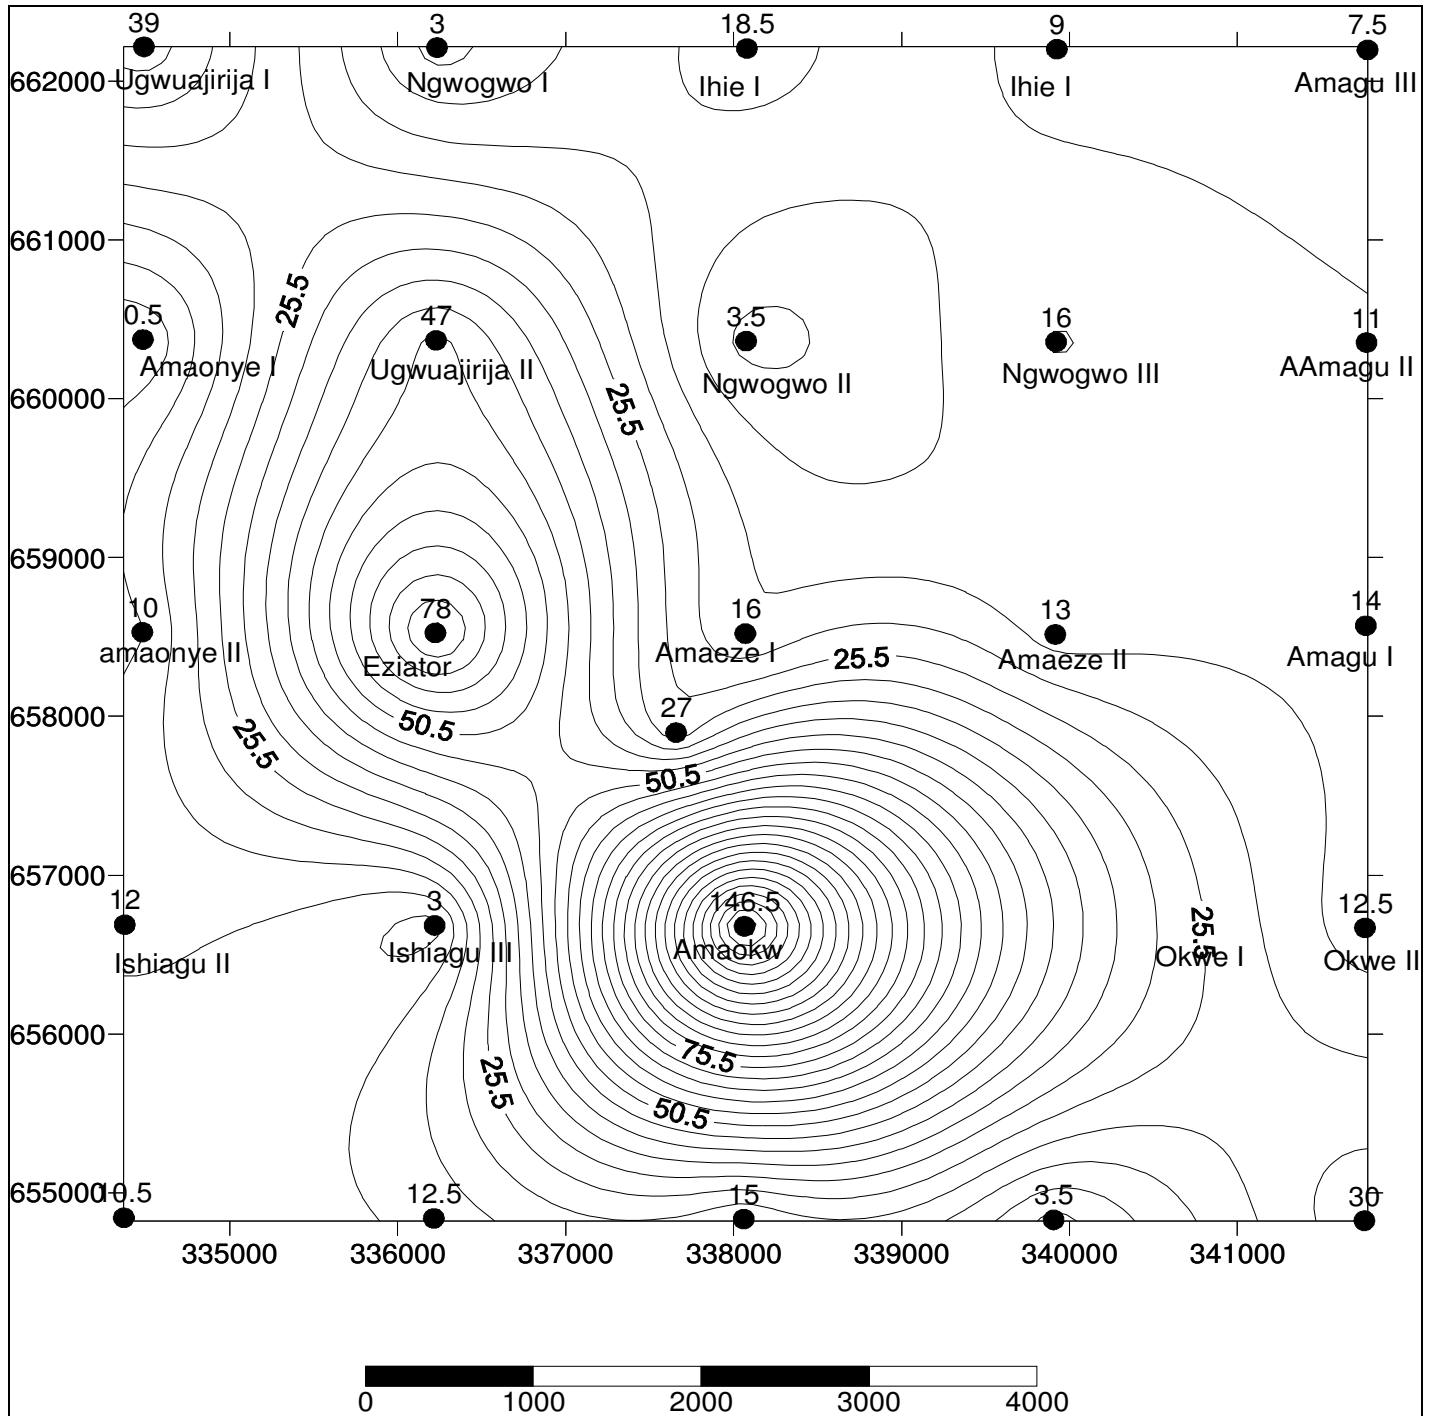 39 3 18.5 9 7.5
662000 Ugwuajirija I Ngwogwo I Ihie I Ihie I Amagu III
661000
25.5
0.5 47 3.5 16 11
Amaonye I Ugwuajirija II Ngwogwo II Ngwogwo III AAmagu II
660000 25.5
659000
10 78 16 13 14
amaonye II Eziator Amaeze I 25.5 Amaeze II Amagu I
658000 27
25.5 50.5
50.5
657000
12 3 146.5 12.5
Ishiagu II Ishiagu III Amaokw Okwe I 25.5 Okwe II
656000
75.5
25.5
50.5
655000 10.5 12.5 15 3.5 30
335000 336000 337000 338000 339000 340000 341000
0 1000 2000 3000 4000